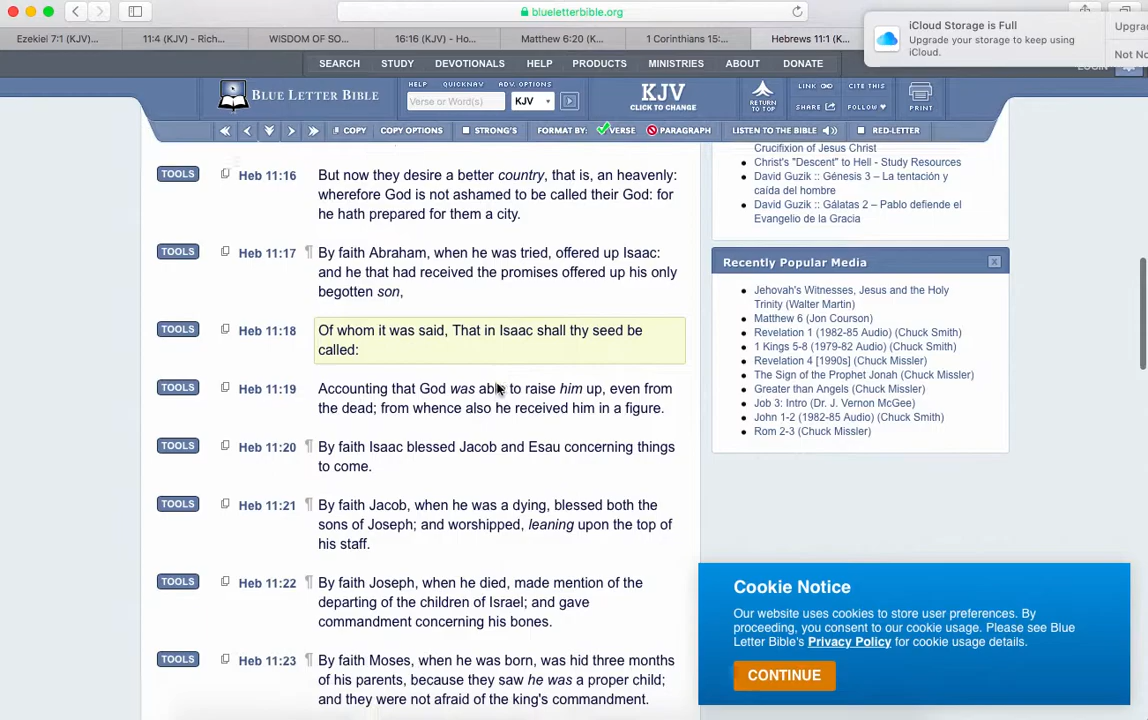 blueletterbible.org
Ezekiel 7:1 (KJV)...
11:4 (KJV) - Rich...
WISDOM OF SO...
16:16 (KJV) - Ho...
Matthew 6:20 (K...
1 Corinthians 15:...
Hebrews 11:1 (K...
iCloud Storage is Full
Upgrade your storage to keep using
iCloud.
Not No
SEARCH STUDY DEVOTIONALS HELP PRODUCTS MINISTRIES ABOUT DONATE
BLUE LETTER BIBLE
HELP QUICKNAV ADV. OPTIONS
Verse or Word(s) KJV
KJV
CLICK TO CHANGE
RETURN
TO TOP
LINK CITE THIS
SHARE FOLLOW
PRINT
COPY COPY OPTIONS STRONG'S FORMAT BY: VERSE PARAGRAPH LISTEN TO THE BIBLE RED-LETTER
TOOLS Heb 11:16 But now they desire a better country, that is, an heavenly:
wherefore God is not ashamed to be called their God: for
he hath prepared for them a city.
TOOLS Heb 11:17 ¶ By faith Abraham, when he was tried, offered up Isaac:
and he that had received the promises offered up his only
begotten son,
TOOLS Heb 11:18 Of whom it was said, That in Isaac shall thy seed be
called:
TOOLS Heb 11:19 Accounting that God was able to raise him up, even from
the dead; from whence also he received him in a figure.
TOOLS Heb 11:20 ¶ By faith Isaac blessed Jacob and Esau concerning things
to come.
TOOLS Heb 11:21 ¶ By faith Jacob, when he was a dying, blessed both the
sons of Joseph; and worshipped, leaning upon the top of
his staff.
TOOLS Heb 11:22 ¶ By faith Joseph, when he died, made mention of the
departing of the children of Israel; and gave
commandment concerning his bones.
TOOLS Heb 11:23 ¶ By faith Moses, when he was born, was hid three months
of his parents, because they saw he was a proper child;
and they were not afraid of the king's commandment.
Crucifixion of Jesus Christ
Christ's "Descent" to Hell - Study Resources
David Guzik :: Génesis 3 – La tentación y
caída del hombre
David Guzik :: Gálatas 2 – Pablo defiende el
Evangelio de la Gracia
Recently Popular Media
Jehovah's Witnesses, Jesus and the Holy
Trinity (Walter Martin)
Matthew 6 (Jon Courson)
Revelation 1 (1982-85 Audio) (Chuck Smith)
1 Kings 5-8 (1979-82 Audio) (Chuck Smith)
Revelation 4 [1990s] (Chuck Missler)
The Sign of the Prophet Jonah (Chuck Missler)
Greater than Angels (Chuck Missler)
Job 3: Intro (Dr. J. Vernon McGee)
John 1-2 (1982-85 Audio) (Chuck Smith)
Rom 2-3 (Chuck Missler)
Cookie Notice
Our website uses cookies to store user preferences. By
proceeding, you consent to our cookie usage. Please see Blue
Letter Bible's Privacy Policy for cookie usage details.
CONTINUE